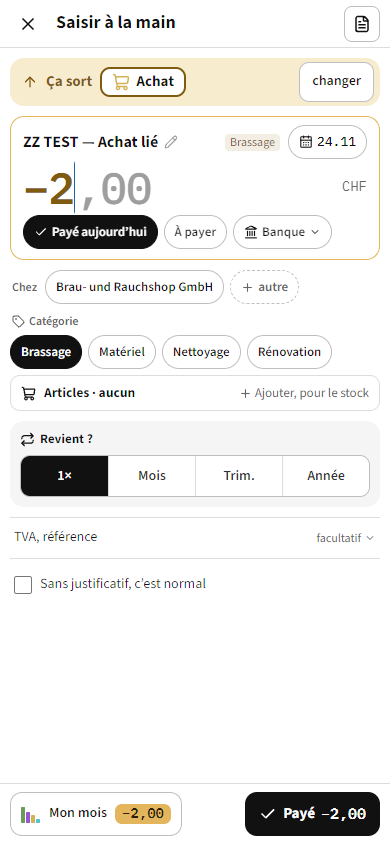 Saisir à la main
Ça sort Achat changer
ZZ TEST — Achat lié Brassage 24.11
−2,00 CHF
Payé aujourd’hui À payer Banque
Chez Brau- und Rauchshop GmbH + autre
Catégorie
Brassage Matériel Nettoyage Rénovation
Articles · aucun + Ajouter, pour le stock
Revient ?
1× Mois Trim. Année
TVA, référence facultatif
Sans justificatif, c’est normal
Mon mois −2,00 Payé −2,00